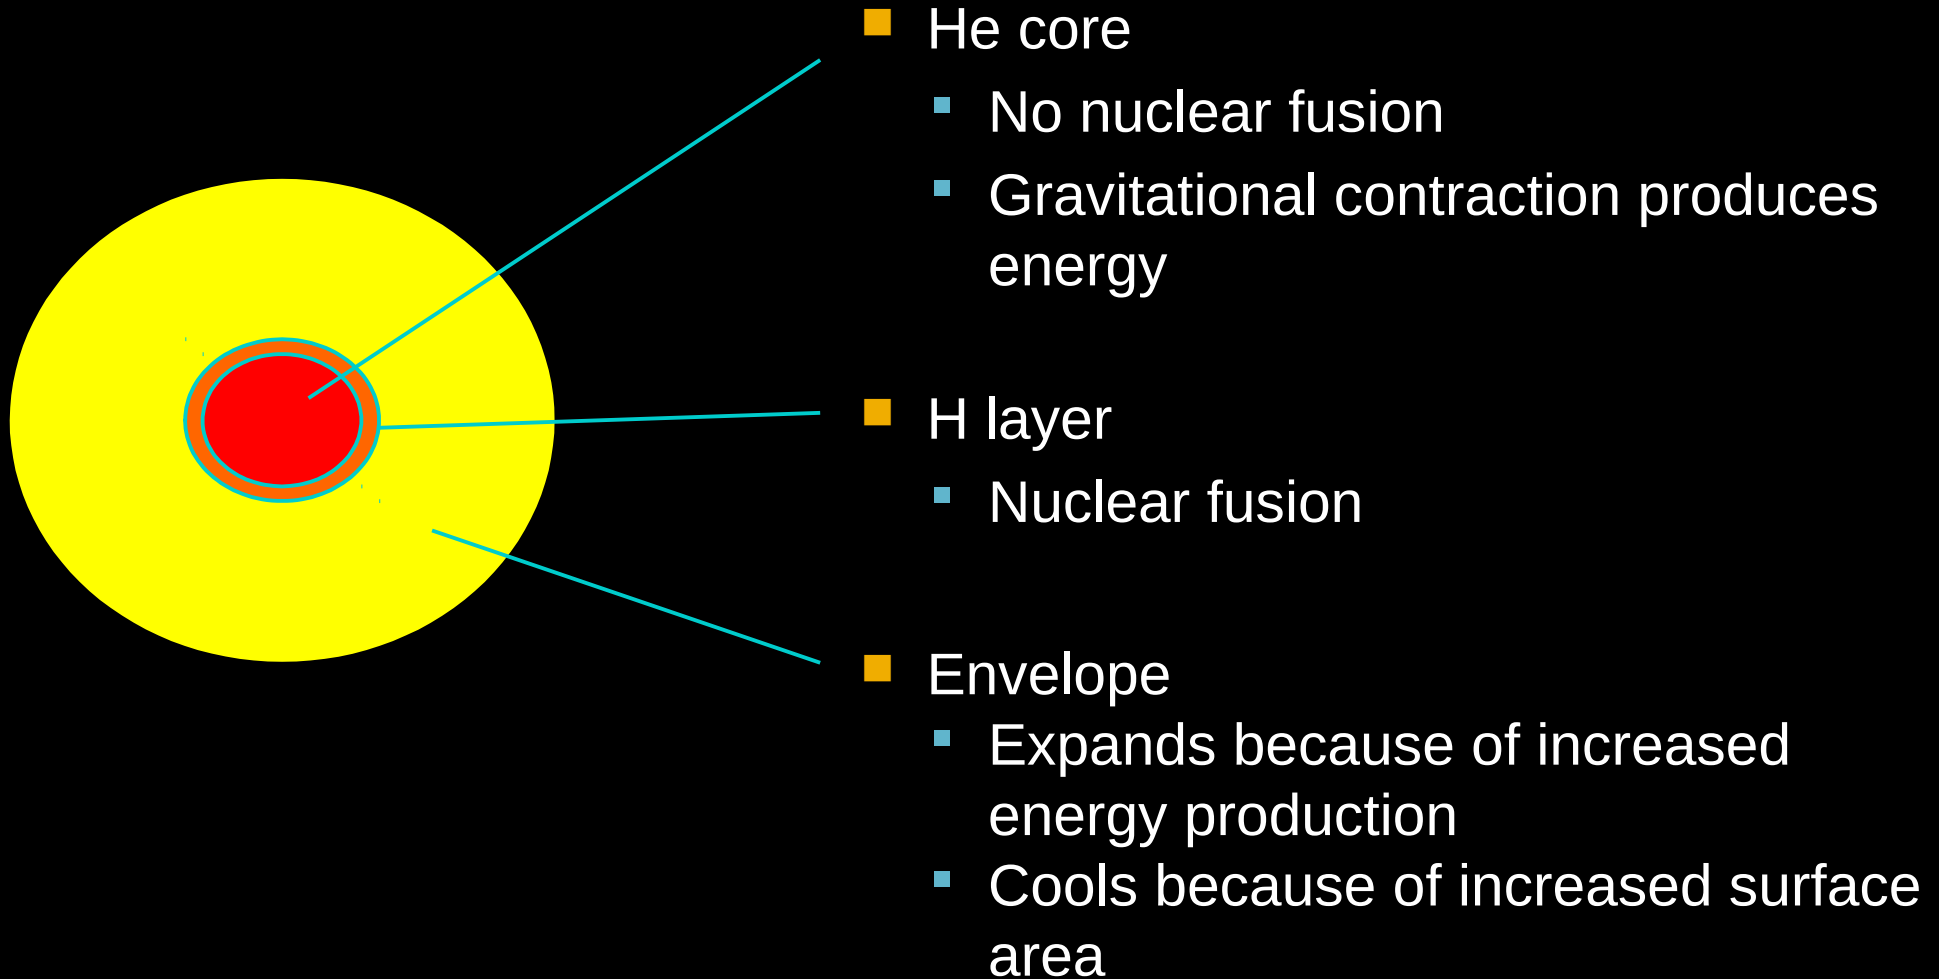 He core
No nuclear fusion
Gravitational contraction produces
energy
H layer
Nuclear fusion
Envelope
Expands because of increased
energy production
Cools because of increased surface
area